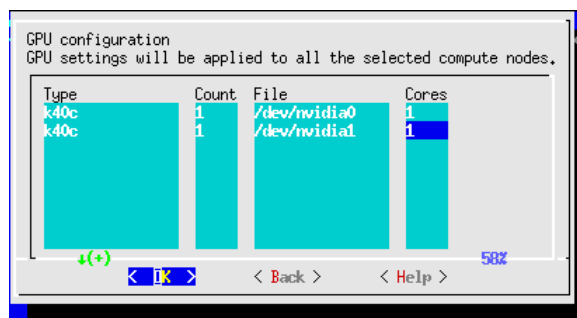 GPU configuration
GPU settings will be applied to all the selected compute nodes.
Type Count File Cores
k40c 1 /dev/nvidia0 1
k40c 1 /dev/nvidia1 1
↓(+) 58%
< OK > < Back > < Help >